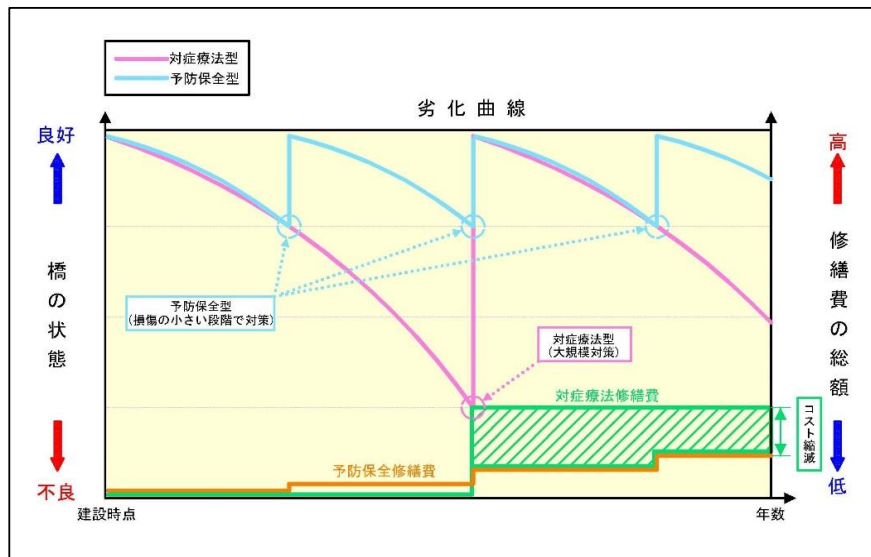 対症療法型
予防保全型
劣化曲線
良好
高
橋の状態
修繕費の総額
予防保全型
(損傷の小さい段階で対策)
対症療法型
(大規模対策)
対症療法修繕費
コスト縮減
予防保全修繕費
不良
低
建設時点
年数